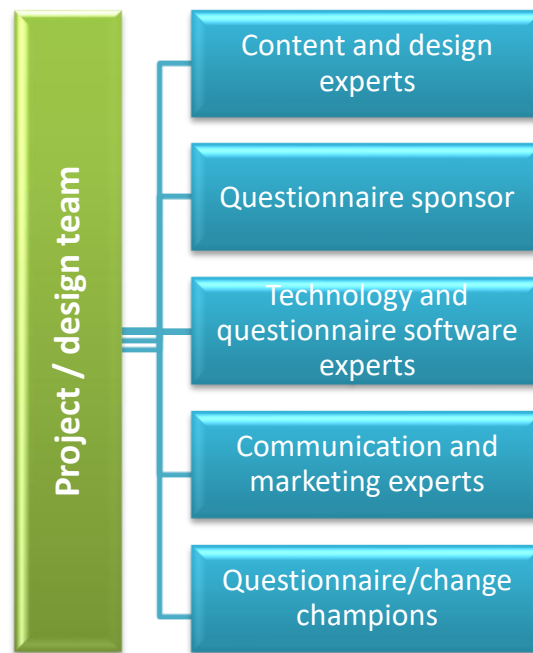 Project / design team
Content and design
experts
Questionnaire sponsor
Technology and
questionnaire software
experts
Communication and
marketing experts
Questionnaire/change
champions